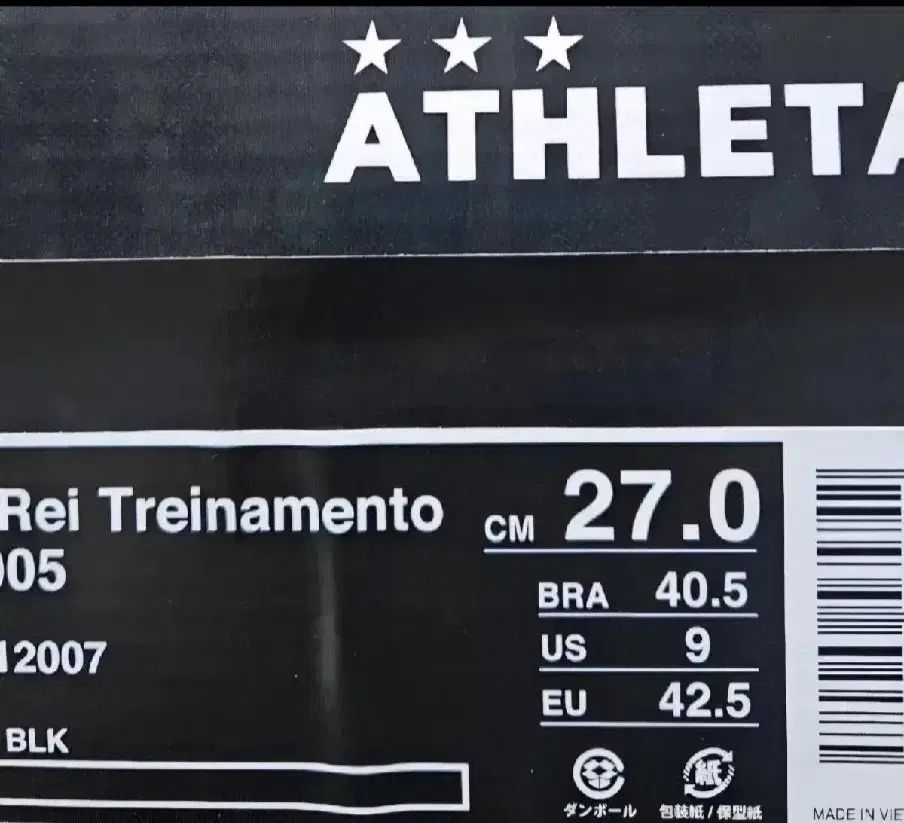 ATHLETA
Rei Treinamento
005
12007
BLK
CM 27.0
BRA 40.5
US 9
EU 42.5
紙
ダンボール 包装紙 / 保型紙
MADE IN VIE